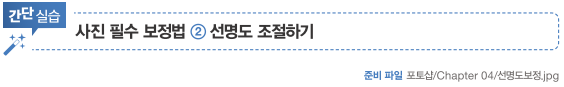 간단 실습
사진 필수 보정법 ② 선명도 조절하기
준비 파일 포토샵/Chapter 04/선명도보정.jpg